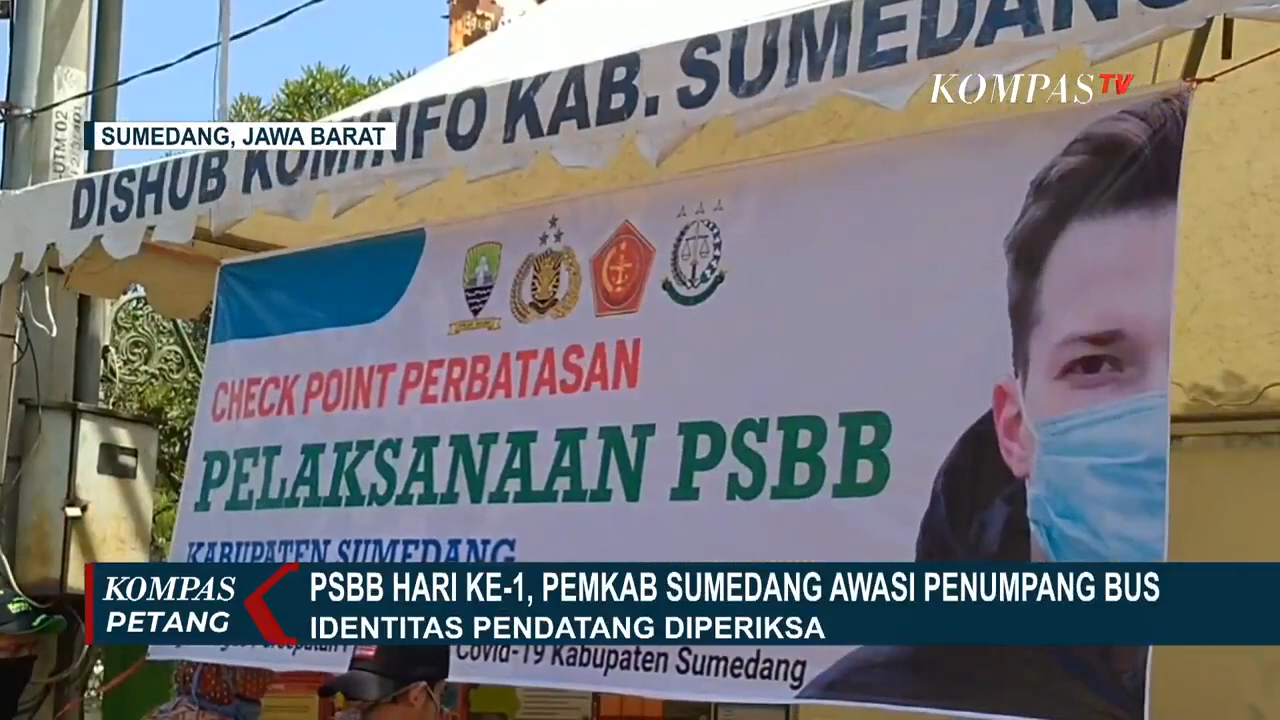 DISHUB KOMINFO KAB. SUMEDANG
KOMPASTV
SUMEDANG, JAWA BARAT
CHECK POINT PERBATASAN
PELAKSANAAN PSBB
KABUPATEN SUMEDANG
KOMPAS PETANG
PSBB HARI KE-1, PEMKAB SUMEDANG AWASI PENUMPANG BUS
IDENTITAS PENDATANG DIPERIKSA
Covid-19 Kabupaten Sumedang